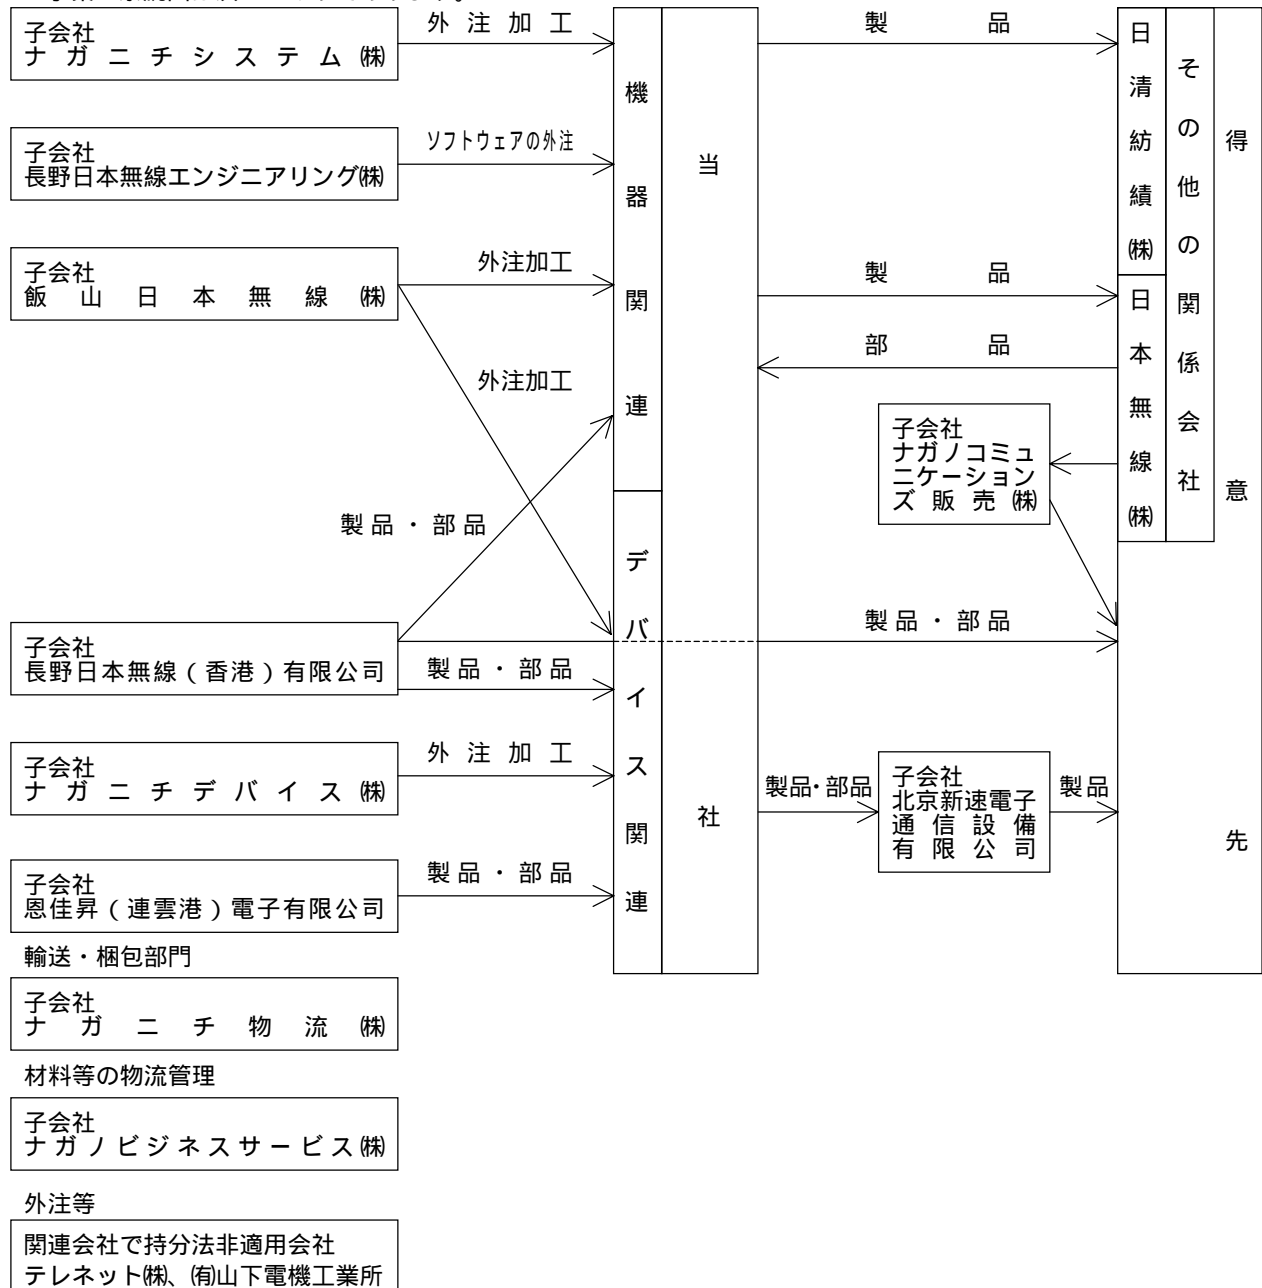 子会社
ナガニチシステム㈱
外注加工
子会社
長野日本無線エンジニアリング㈱
ソフトウェアの外注
子会社
飯山日本無線㈱
外注加工
外注加工
製品・部品
子会社
長野日本無線(香港)有限公司
製品・部品
子会社
ナガニチデバイス㈱
外注加工
子会社
恩佳昇(連雲港)電子有限公司
製品・部品
輸送・梱包部門
子会社
ナガニチ物流㈱
材料等の物流管理
子会社
ナガノビジネスサービス㈱
外注等
関連会社で持分法非適用会社
テレネット㈱、㈲山下電機工業所
機器関連
デバイス関連
当社
製品
製品
部品
子会社
ナガノコミュ
ニケーション
ズ販売㈱
製品・部品
製品・部品
子会社
北京新速電子
通信設備
有限公司
製品
日清紡績㈱
日本無線㈱
その他の関係会社
得意先